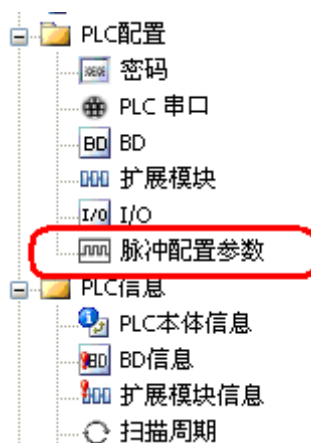 PLC配置
密码
PLC 串口
BD BD
扩展模块
I/O I/O
脉冲配置参数
PLC信息
PLC本体信息
BD BD信息
扩展模块信息
扫描周期